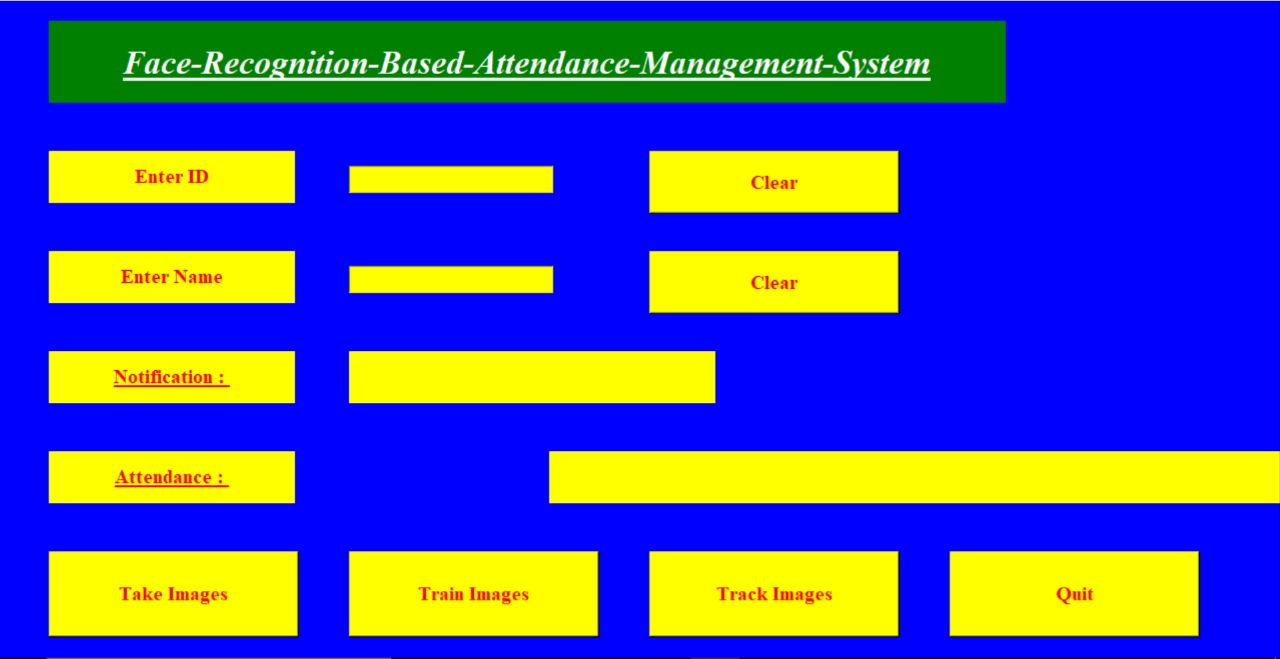 Face-Recognition-Based-Attendance-Management-System
Enter ID
Clear
Enter Name
Clear
Notification :
Attendance :
Take Images
Train Images
Track Images
Quit